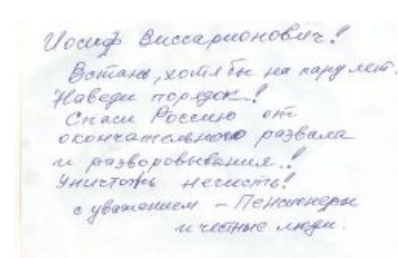 Иосиф Виссарионович!
Встань, хотя бы на пару лет.
Наведи порядок!
Спаси Россию от
окончательного развала
и разворовывания..!
Уничтожь нечисть!
с уважением – Пенсионеры
и честные люди.